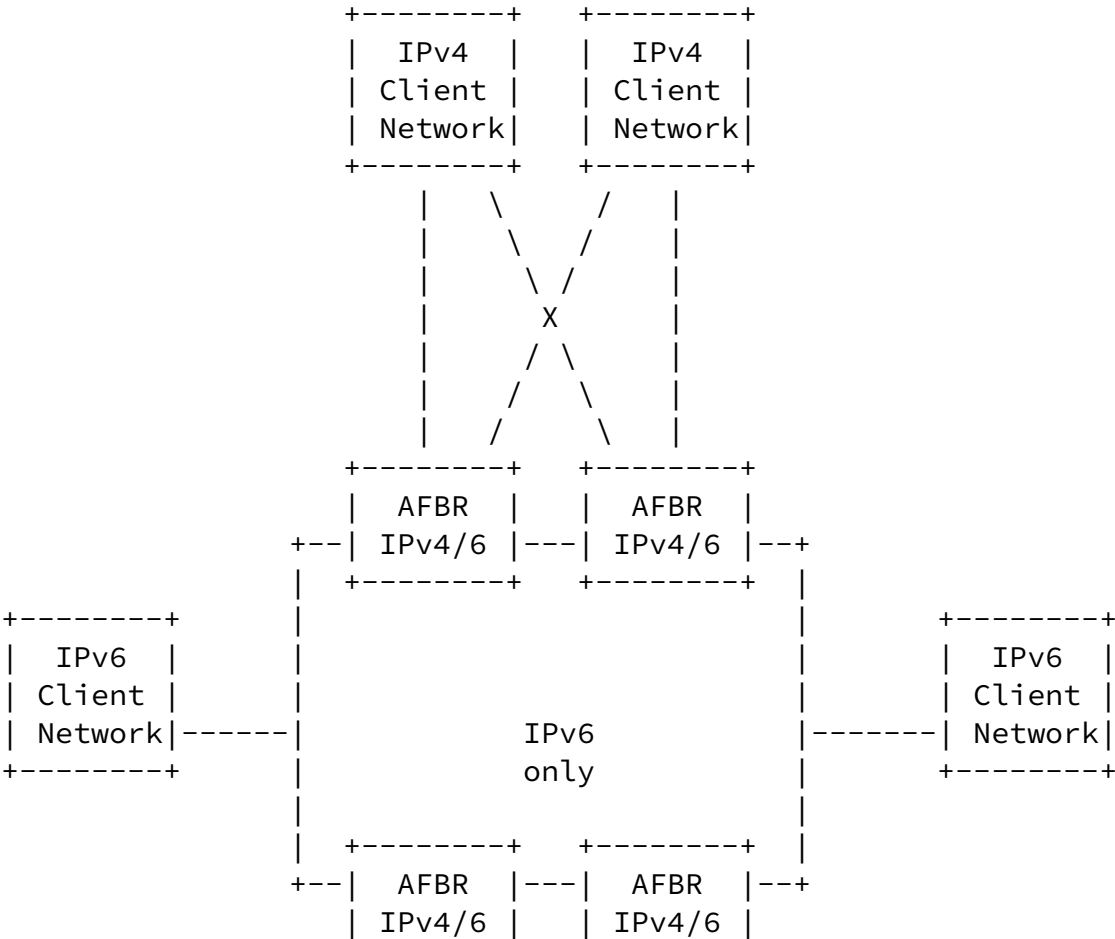 +--------+   +--------+
|  IPv4  |   |  IPv4  |
| Client |   | Client |
| Network|   | Network|
+--------+   +--------+
|   \     /   |
|    \   /    |
|     \ /     |
|      X      |
|     / \     |
|    /   \    |
|   /     \   |
+--------+   +--------+
|  AFBR  |   |  AFBR  |
+--| IPv4/6 |---| IPv4/6 |--+
|  +--------+   +--------+  |
+--------+      |                           |       +--------+
|  IPv6  |      |                           |       |  IPv6  |
| Client |      |                           |       | Client |
| Network|------|            IPv6           |-------| Network|
+--------+      |            only           |       +--------+
|                           |
|  +--------+   +--------+  |
+--|  AFBR  |---|  AFBR  |--+
| IPv4/6 |   | IPv4/6 |